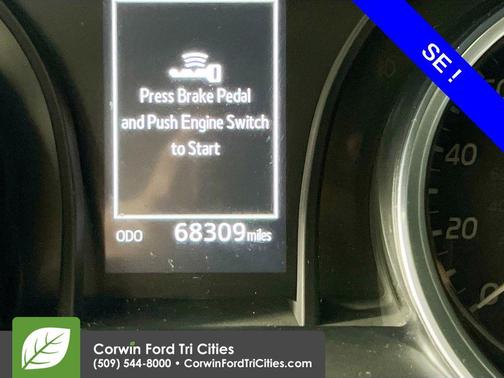 SE !
Press Brake Pedal
and Push Engine Switch
to Start
ODO 68309 miles
40
20
0
Corwin Ford Tri Cities
(509) 544-8000 • CorwinFordTriCities.com